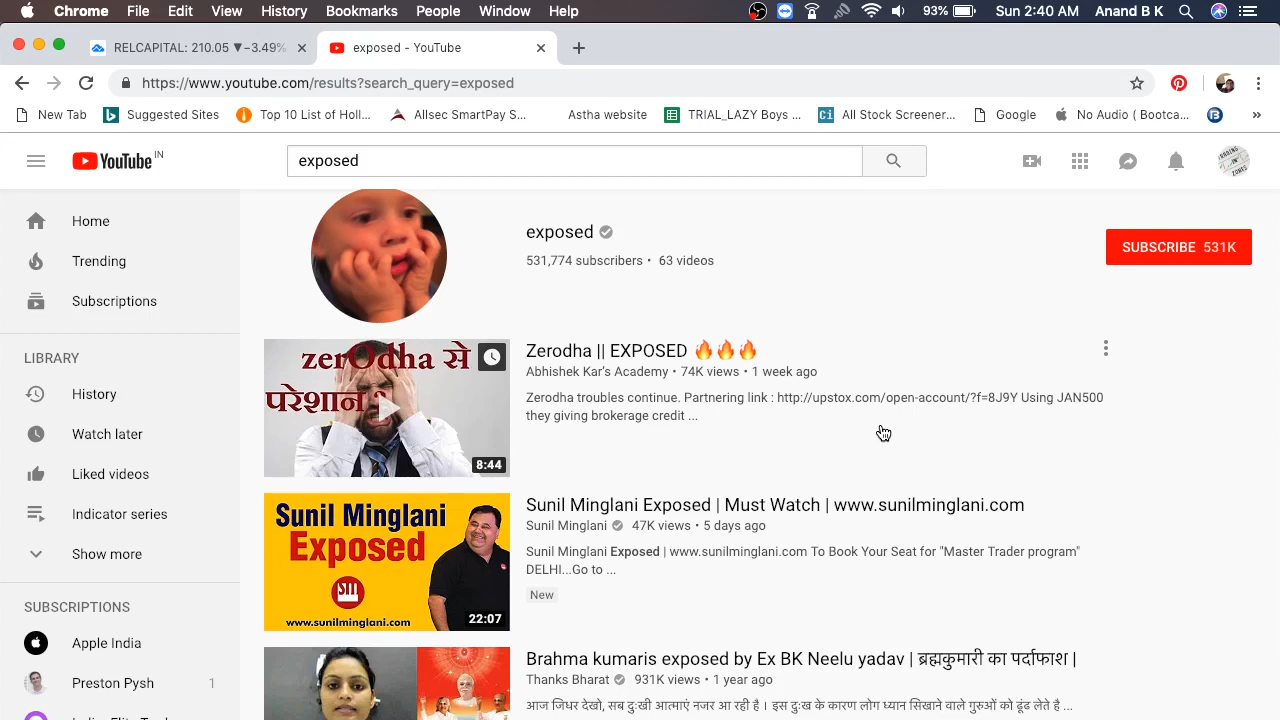 Chrome File Edit View History Bookmarks People Window Help 93% Sun 2:40 AM Anand B K
RELCAPITAL: 210.05 ▼−3.49% exposed - YouTube
https://www.youtube.com/results?search_query=exposed
New Tab Suggested Sites Top 10 List of Holl... Allsec SmartPay S... Astha website TRIAL_LAZY Boys ... All Stock Screener... Google No Audio ( Bootca... »
YouTube IN
exposed
Home
Trending
Subscriptions
LIBRARY
History
Watch later
Liked videos
Indicator series
Show more
SUBSCRIPTIONS
Apple India
Preston Pysh 1
exposed
531,774 subscribers • 63 videos
SUBSCRIBE 531K
zerOdha से
परेशान
8:44
Zerodha || EXPOSED 🔥🔥🔥
Abhishek Kar's Academy • 74K views • 1 week ago
Zerodha troubles continue. Partnering link : http://upstox.com/open-account/?f=8J9Y Using JAN500
they giving brokerage credit ...
Sunil Minglani
Exposed
www.sunilminglani.com
22:07
Sunil Minglani Exposed | Must Watch | www.sunilminglani.com
Sunil Minglani 47K views • 5 days ago
Sunil Minglani Exposed | www.sunilminglani.com To Book Your Seat for "Master Trader program"
DELHI...Go to ...
New
Brahma kumaris exposed by Ex BK Neelu yadav | ब्रह्मकुमारी का पर्दाफाश |
Thanks Bharat 931K views • 1 year ago
आज जिधर देखो, सब दु:खी आत्माएं नजर आ रही है । इस दु:ख के कारण लोग ध्यान सिखाने वाले गुरुओं को ढूंढ लेते है ...